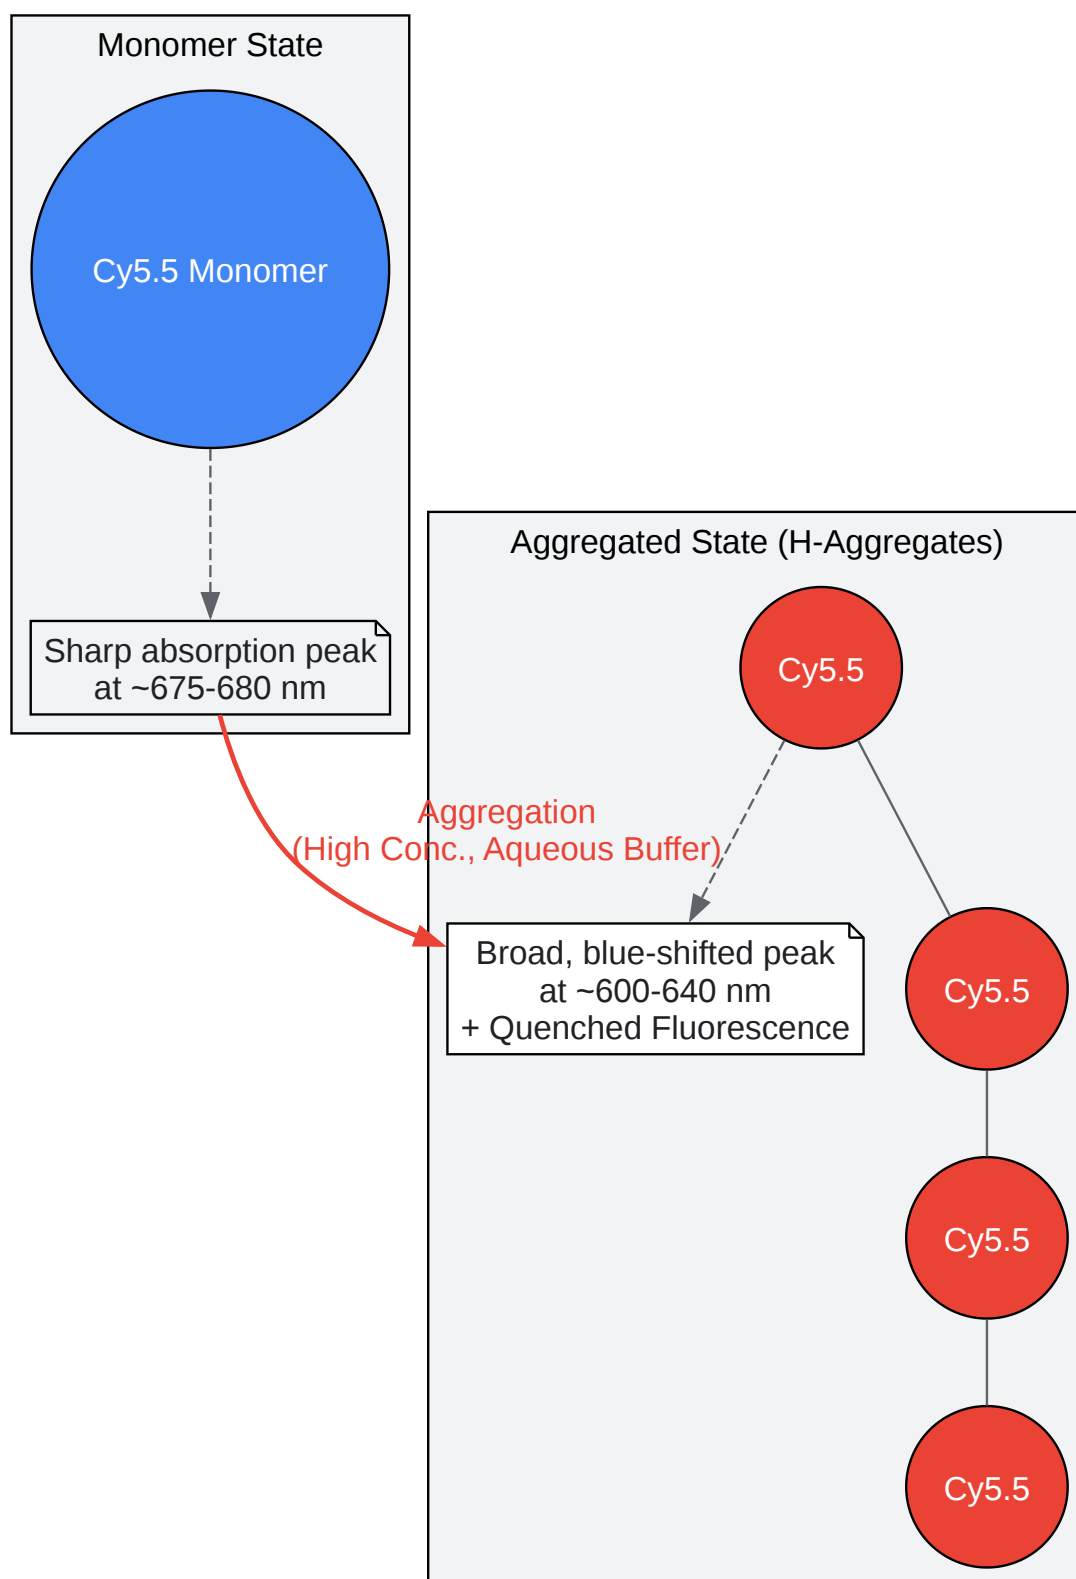 Monomer State
Cy5.5 Monomer
Sharp absorption peak
at ~675-680 nm
Aggregated State (H-Aggregates)
Cy5.5
Aggregation
(High Conc., Aqueous Buffer)
Broad, blue-shifted peak
at ~600-640 nm
+ Quenched Fluorescence
Cy5.5
Cy5.5
Cy5.5